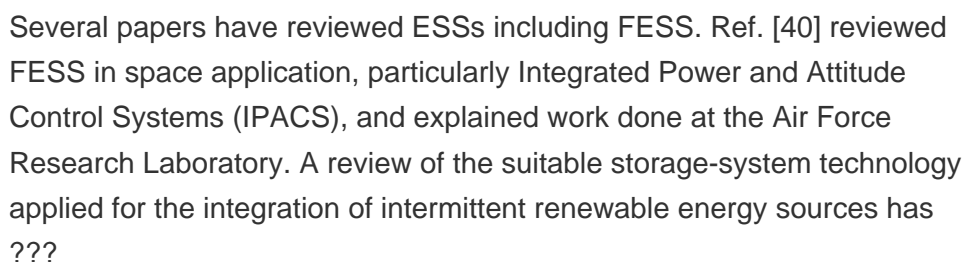 Several papers have reviewed ESSs including FESS. Ref. [40] reviewed
FESS in space application, particularly Integrated Power and Attitude
Control Systems (IPACS), and explained work done at the Air Force
Research Laboratory. A review of the suitable storage-system technology
applied for the integration of intermittent renewable energy sources has
???